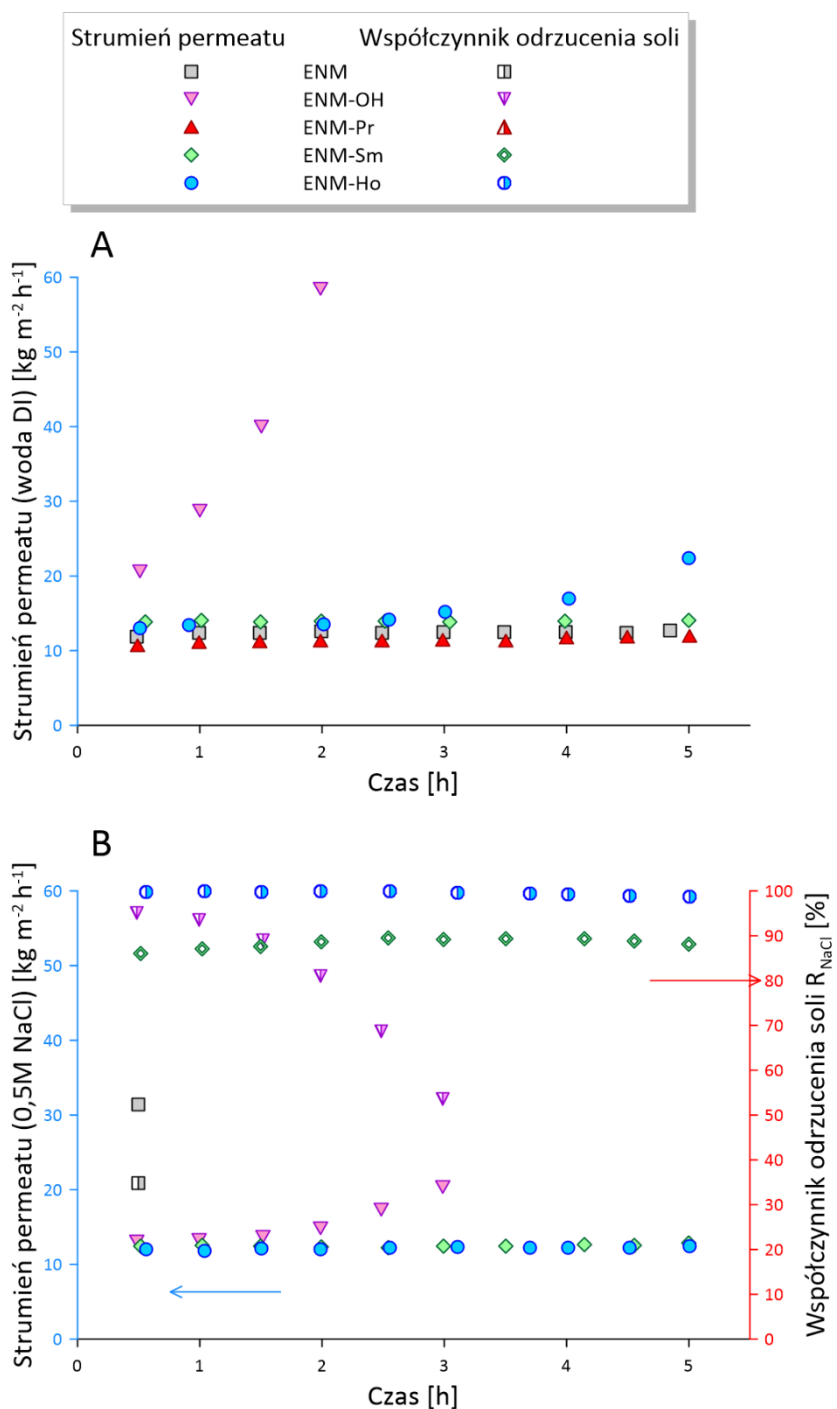 Strumień permeatu Współczynnik odrzucenia soli
ENM
ENM-OH
ENM-Pr
ENM-Sm
ENM-Ho
A
Strumień permeatu (woda DI) [kg m⁻² h⁻¹]
60
50
40
30
20
10
0
0 1 2 3 4 5
Czas [h]
B
Strumień permeatu (0,5M NaCl) [kg m⁻² h⁻¹]
60
50
40
30
20
10
0
100
90
80
70
60
50
40
30
20
10
0
Współczynnik odrzucenia soli R_NaCl [%]
0 1 2 3 4 5
Czas [h]